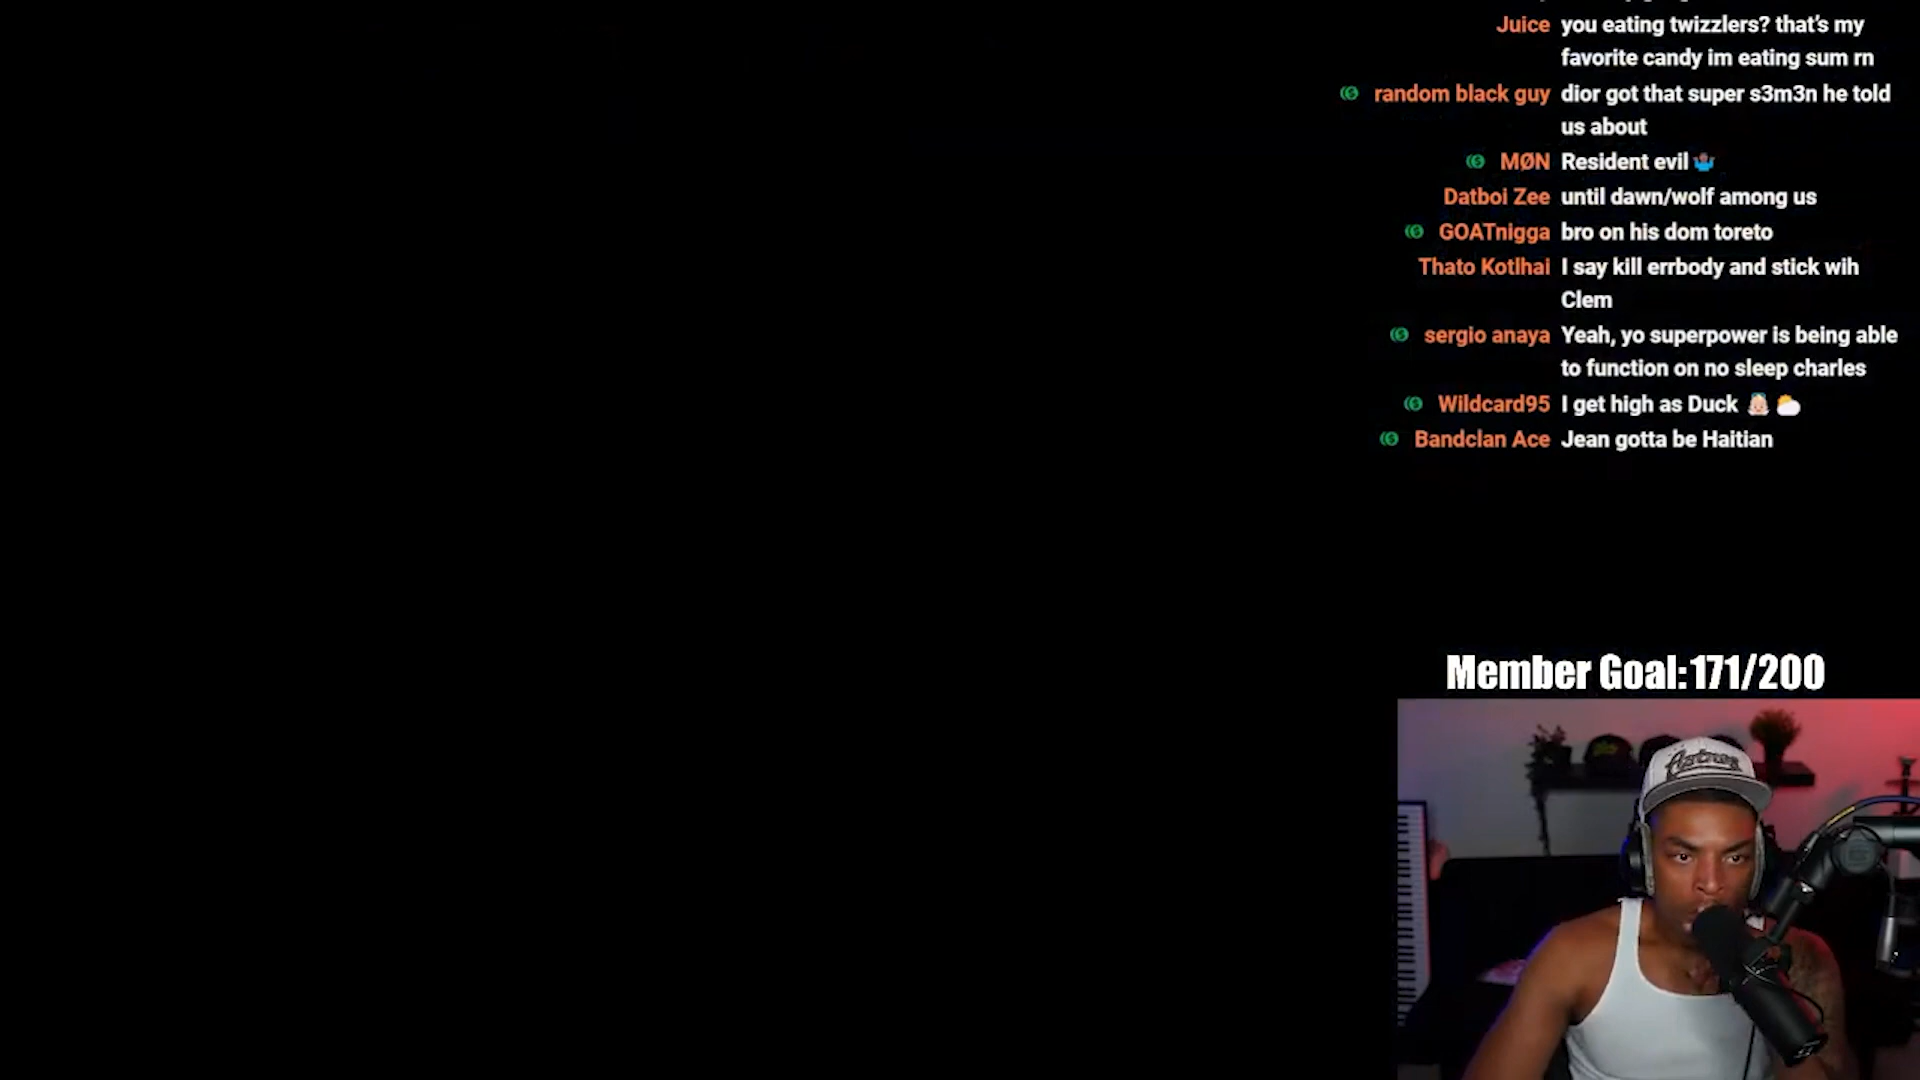 Juice you eating twizzlers? that's my
favorite candy im eating sum rn
random black guy dior got that super s3m3n he told
us about
MØN Resident evil🤷🏿‍♂️
Datboi Zee until dawn/wolf among us
GOATnigga bro on his dom toreto
Thato Kotlhai I say kill errbody and stick wih
Clem
sergio anaya Yeah, yo superpower is being able
to function on no sleep charles
Wildcard95 I get high as Duck 👼🏼 🌥️
Bandclan Ace Jean gotta be Haitian
Member Goal: 171/200
Astros